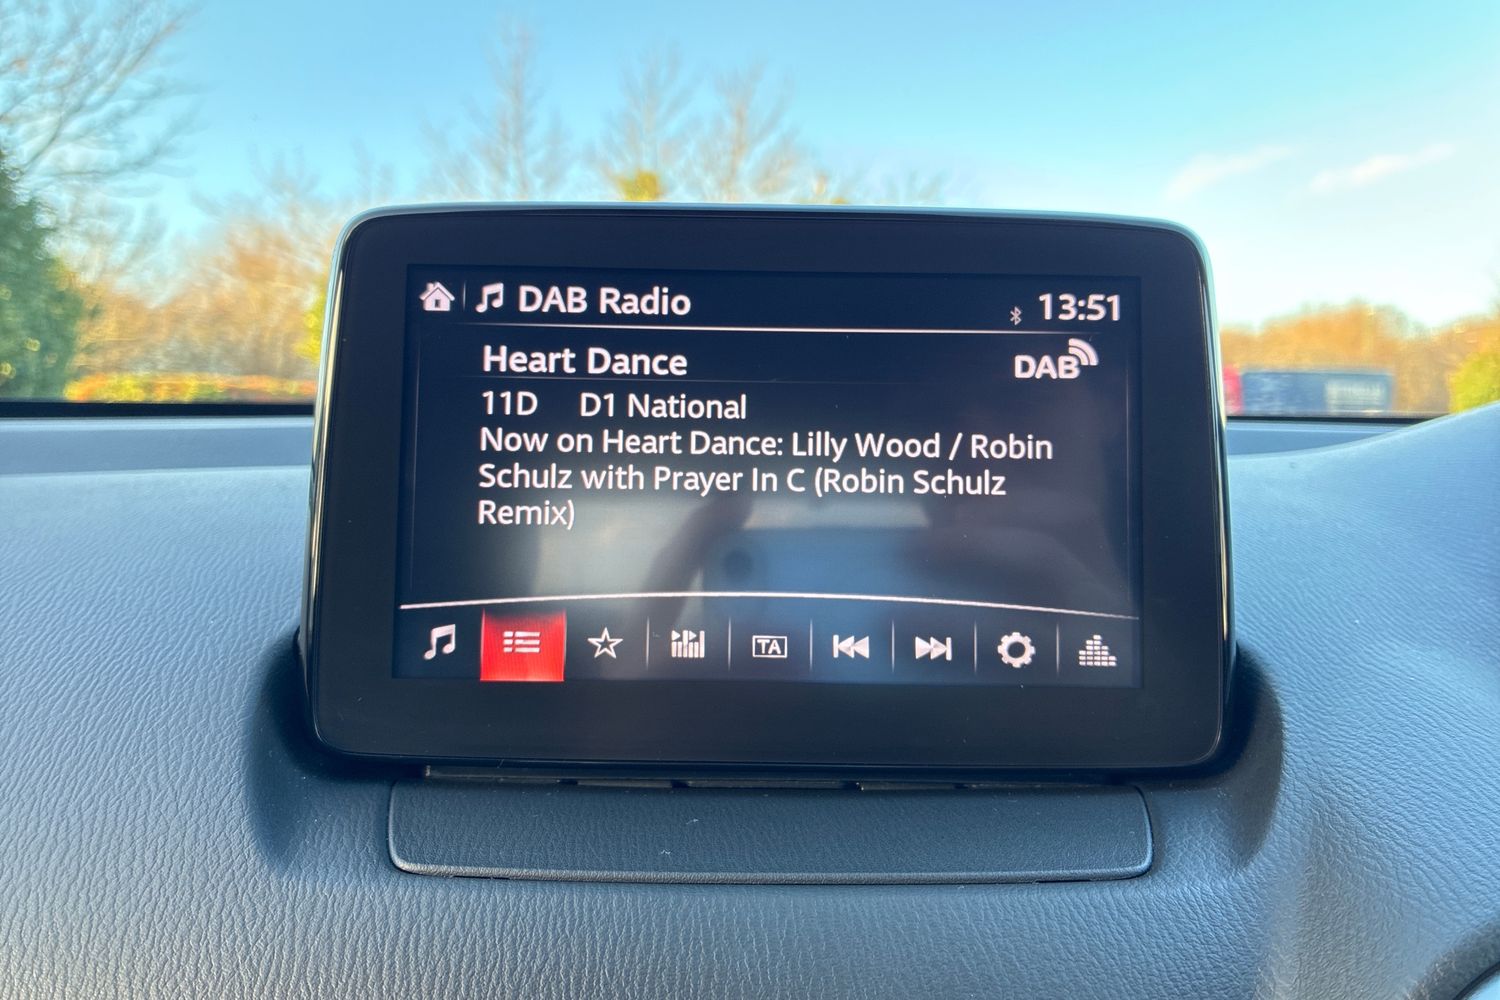 DAB Radio
13:51
Heart Dance
DAB
11D D1 National
Now on Heart Dance: Lilly Wood / Robin
Schulz with Prayer In C (Robin Schulz
Remix)
TA